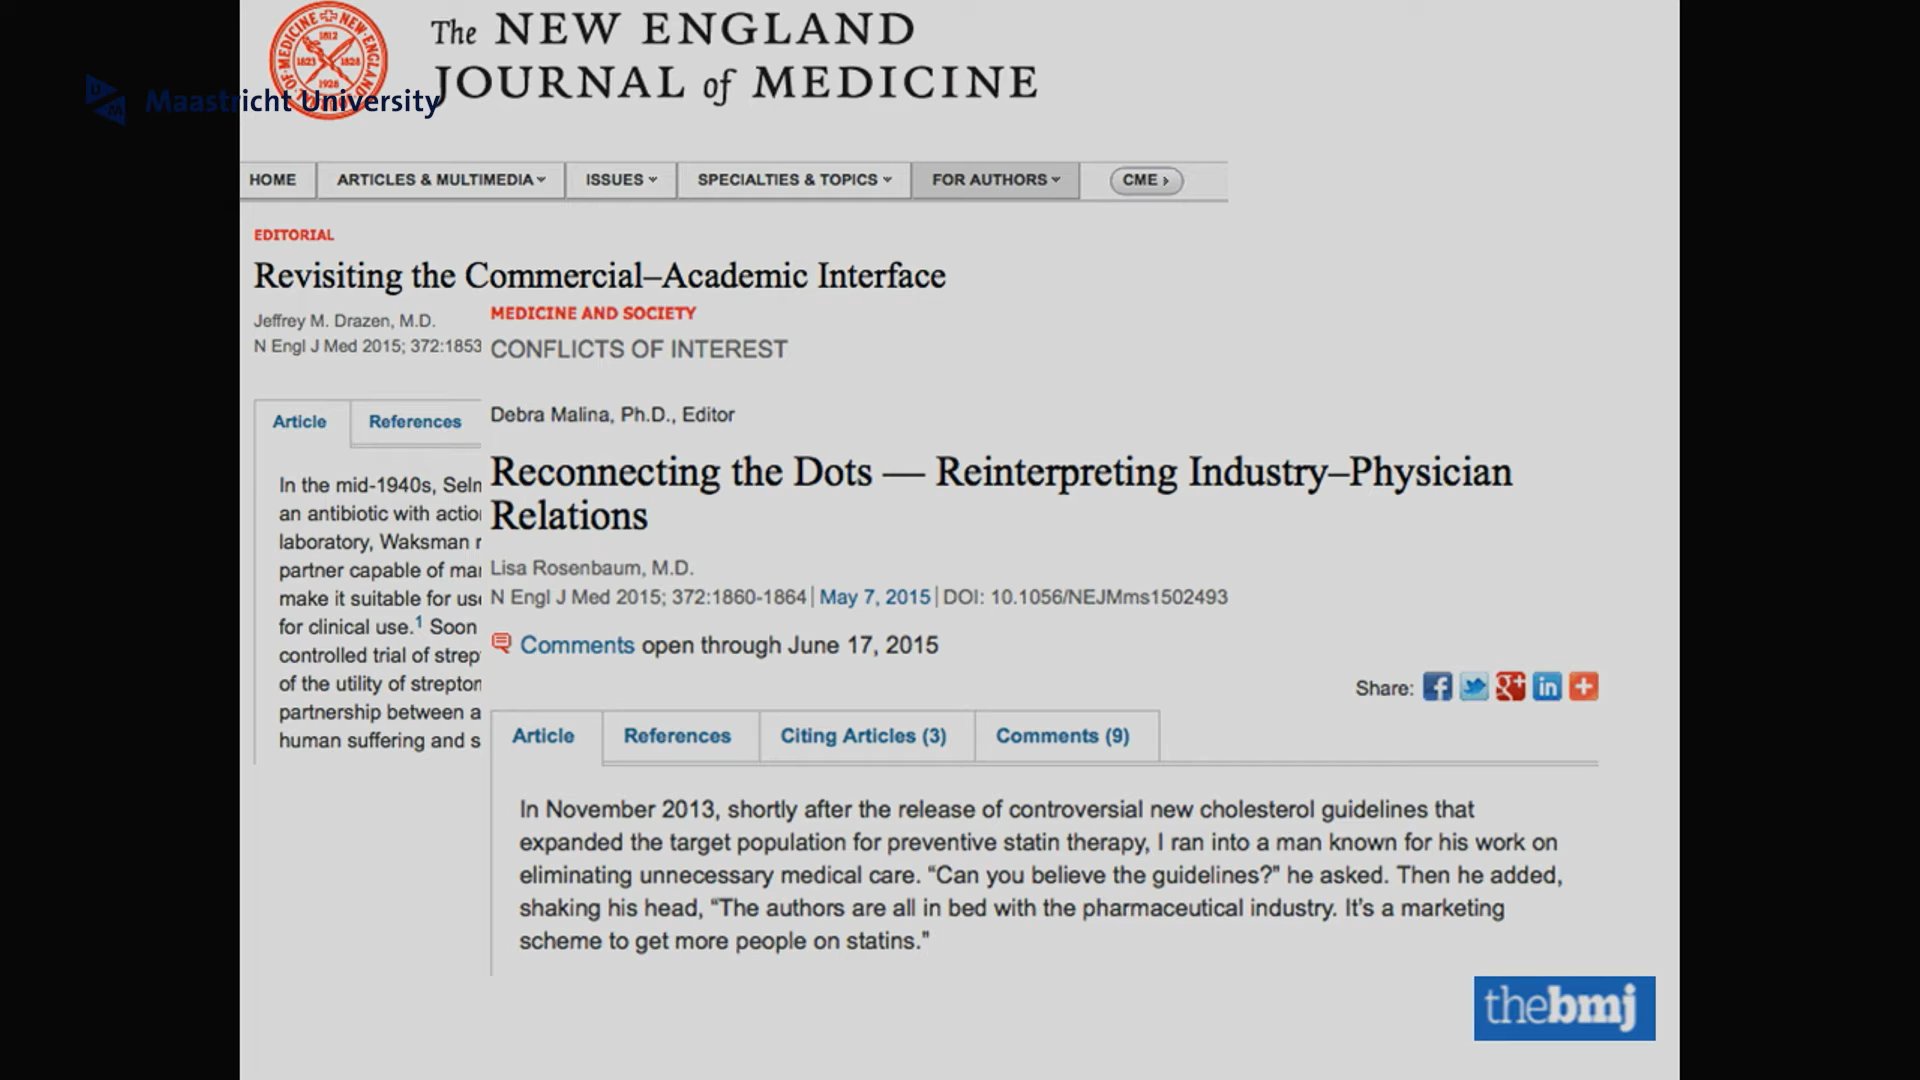 The NEW ENGLAND
JOURNAL of MEDICINE
1812
1823 1828
1928
UM Maastricht University
HOME ARTICLES & MULTIMEDIA ISSUES SPECIALTIES & TOPICS FOR AUTHORS CME
EDITORIAL
Revisiting the Commercial–Academic Interface
Jeffrey M. Drazen, M.D.
N Engl J Med 2015; 372:1853
Article References
In the mid-1940s,
an antibiotic with
laboratory, Waksman
partner capable of
make it suitable for
for clinical use.1 Soon
controlled trial of
of the utility of
partnership between a
human suffering and
MEDICINE AND SOCIETY
CONFLICTS OF INTEREST
Debra Malina, Ph.D., Editor
Reconnecting the Dots — Reinterpreting Industry–Physician
Relations
Lisa Rosenbaum, M.D.
N Engl J Med 2015; 372:1860-1864 | May 7, 2015 | DOI: 10.1056/NEJMms1502493
Comments open through June 17, 2015
Share: f g+ in +
Article References Citing Articles (3) Comments (9)
In November 2013, shortly after the release of controversial new cholesterol guidelines that
expanded the target population for preventive statin therapy, I ran into a man known for his work on
eliminating unnecessary medical care. “Can you believe the guidelines?” he asked. Then he added,
shaking his head, “The authors are all in bed with the pharmaceutical industry. It’s a marketing
scheme to get more people on statins.”
thebmj